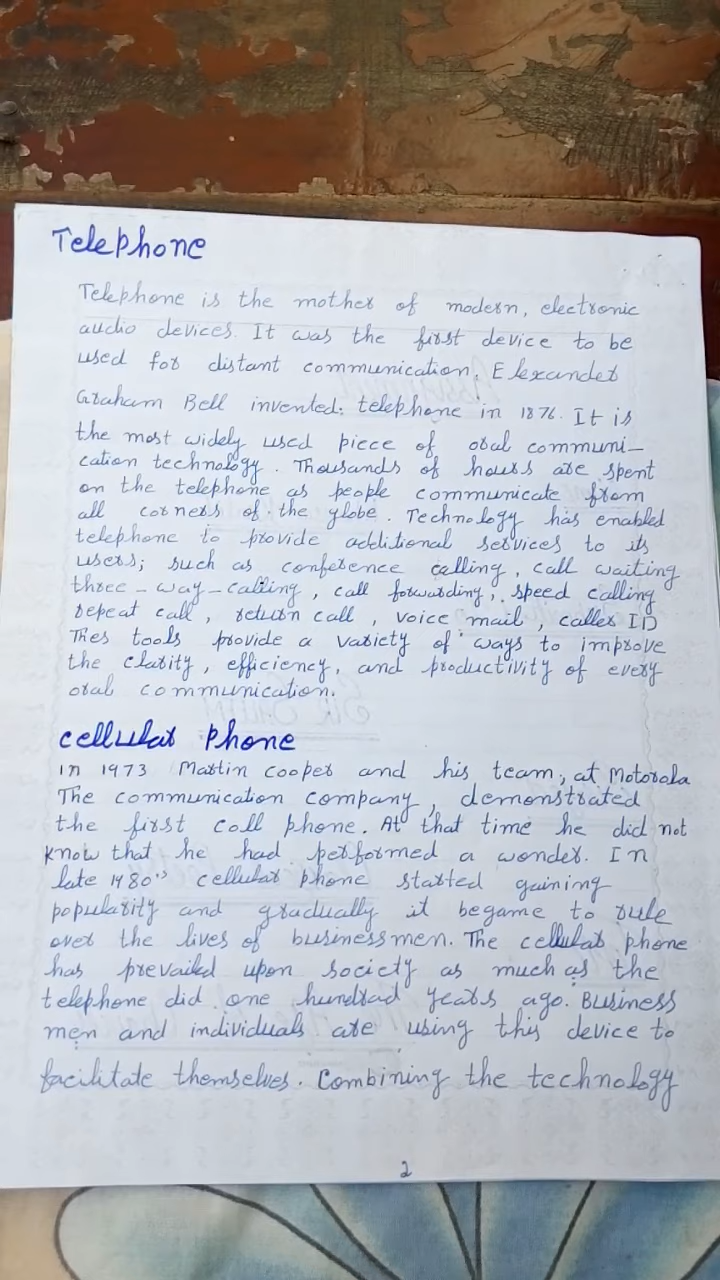 Telephone
Telephone is the mother of modern, electronic
audio devices. It was the first device to be
used for distant communication. Elexander
Graham Bell invented: telephone in 1876. It is
the most widely used piece of oral communi-
cation technology. Thousands of hours are spent
on the telephone as people communicate from
all corners of the globe. Technology has enabled
telephone to provide additional services to its
users; such as conference calling, call waiting
three-way-calling, call forwarding, speed calling
repeat call, return call, voice mail, caller ID
Thes tools provide a variety of ways to improve
the clarity, efficiency, and productivity of every
oral communication.
cellular phone
in 1973 Martin cooper and his team, at Motorola
The communication company, demonstrated
the first coll phone. At that time he did not
know that he had performed a wonder. In
late 1980's cellular phone started gaining
popularity and gradually it begame to rule
over the lives of businessmen. The cellular phone
has prevailed upon society as much as the
telephone did one hundrad years ago. Business
men and individuals are using this device to
facilitate themselves. Combining the technology
2